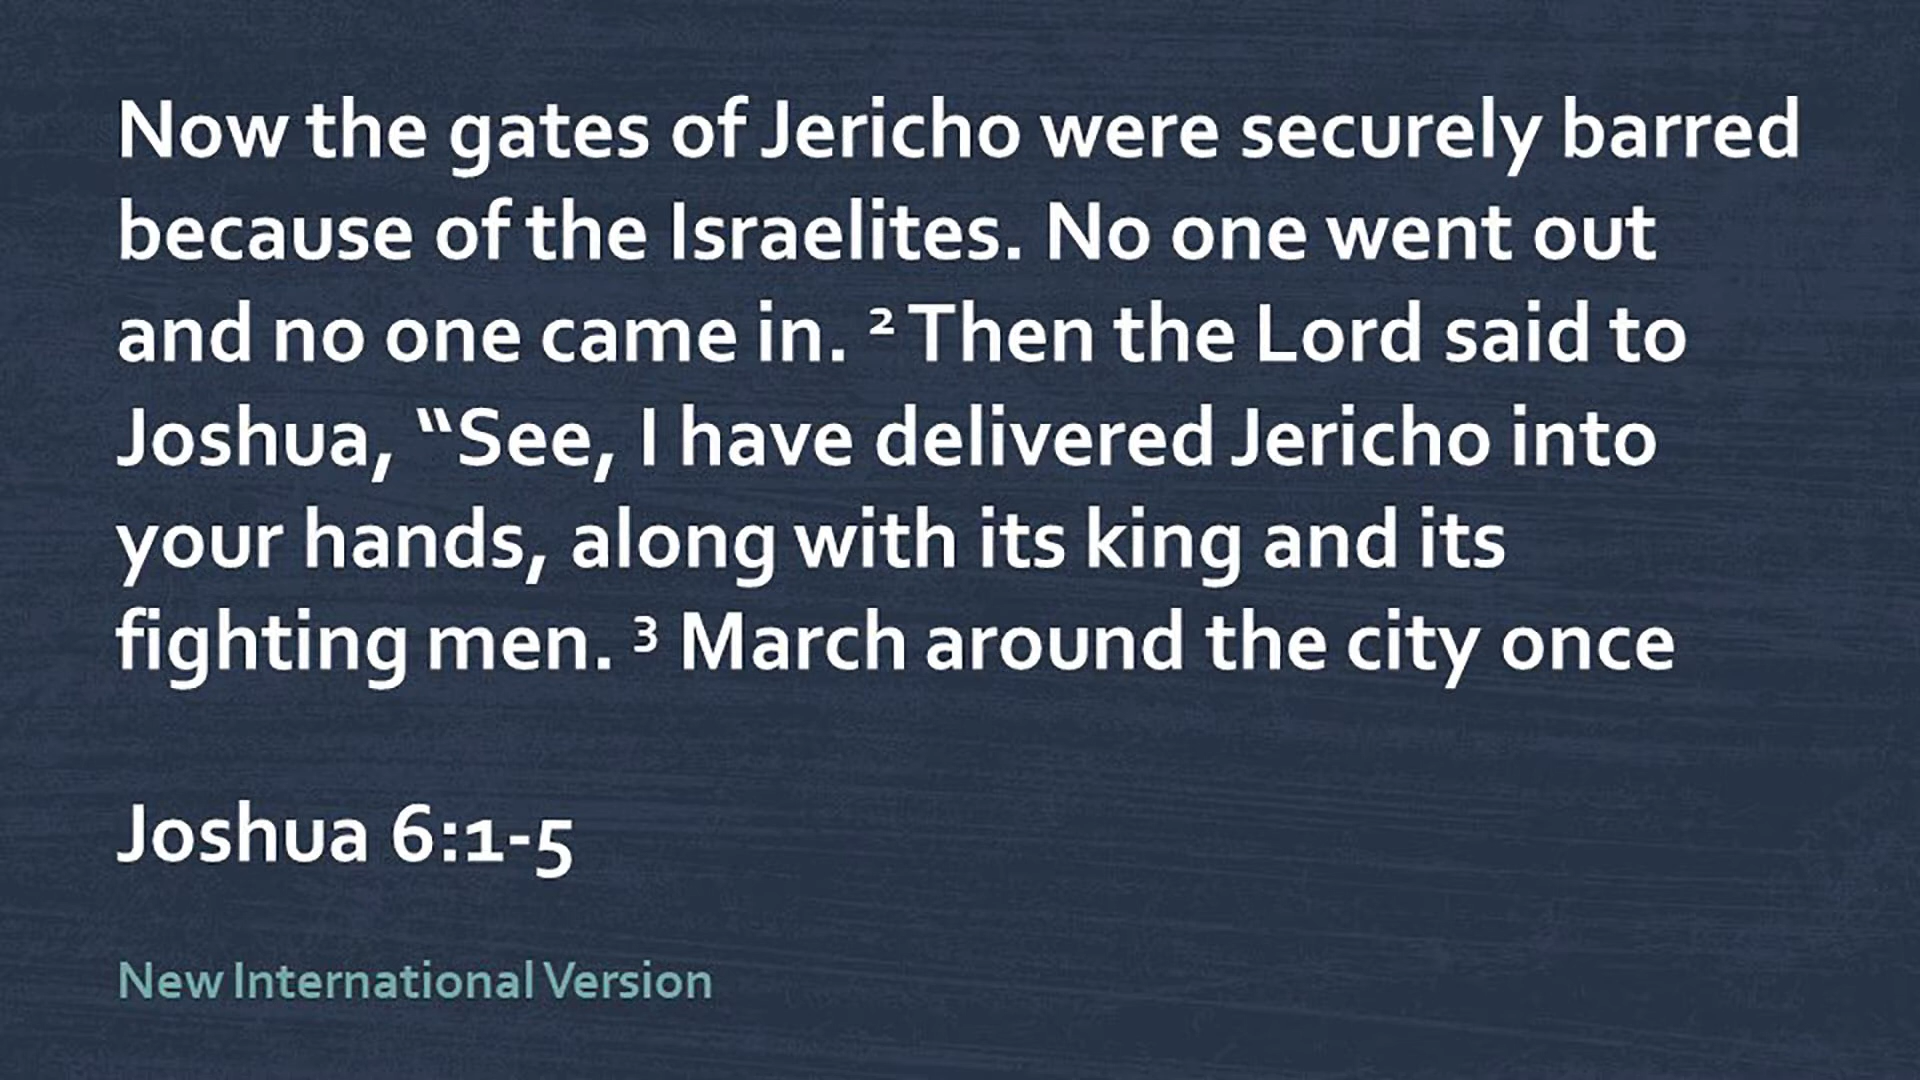 Now the gates of Jericho were securely barred
because of the Israelites. No one went out
and no one came in. ² Then the Lord said to
Joshua, “See, I have delivered Jericho into
your hands, along with its king and its
fighting men. ³ March around the city once
Joshua 6:1-5
New International Version